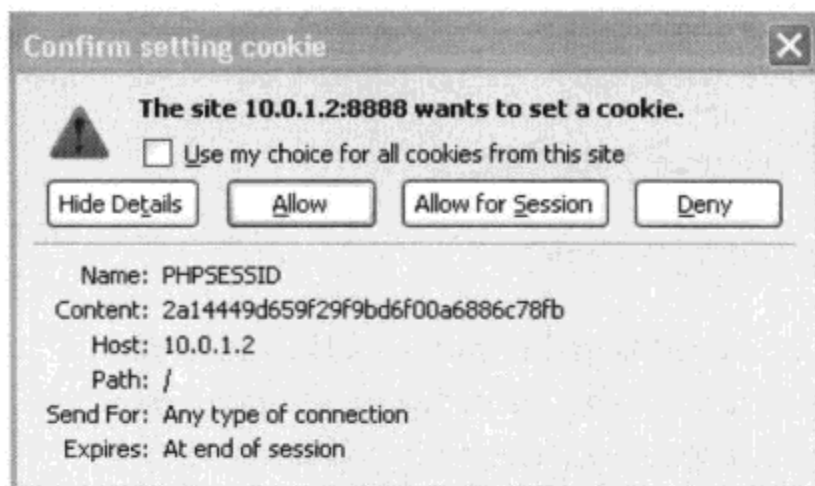 Confirm setting cookie
The site 10.0.1.2:8888 wants to set a cookie.
Use my choice for all cookies from this site
Hide Details Allow Allow for Session Deny
Name: PHPSESSID
Content: 2a14449d659f29f9bd6f00a6886c78fb
Host: 10.0.1.2
Path: /
Send For: Any type of connection
Expires: At end of session